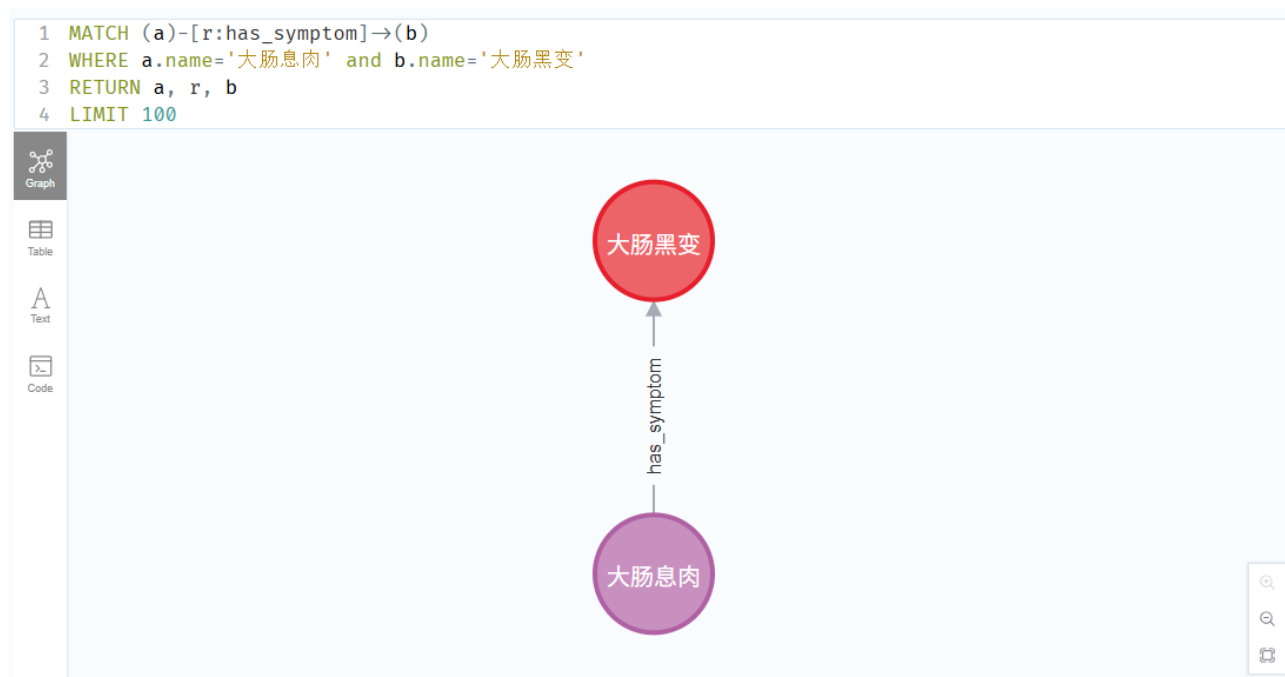 1 MATCH (a)-[r:has_symptom]→(b)
2 WHERE a.name='大肠息肉' and b.name='大肠黑变'
3 RETURN a, r, b
4 LIMIT 100
Graph
Table
Text
Code
大肠黑变
has_symptom
大肠息肉